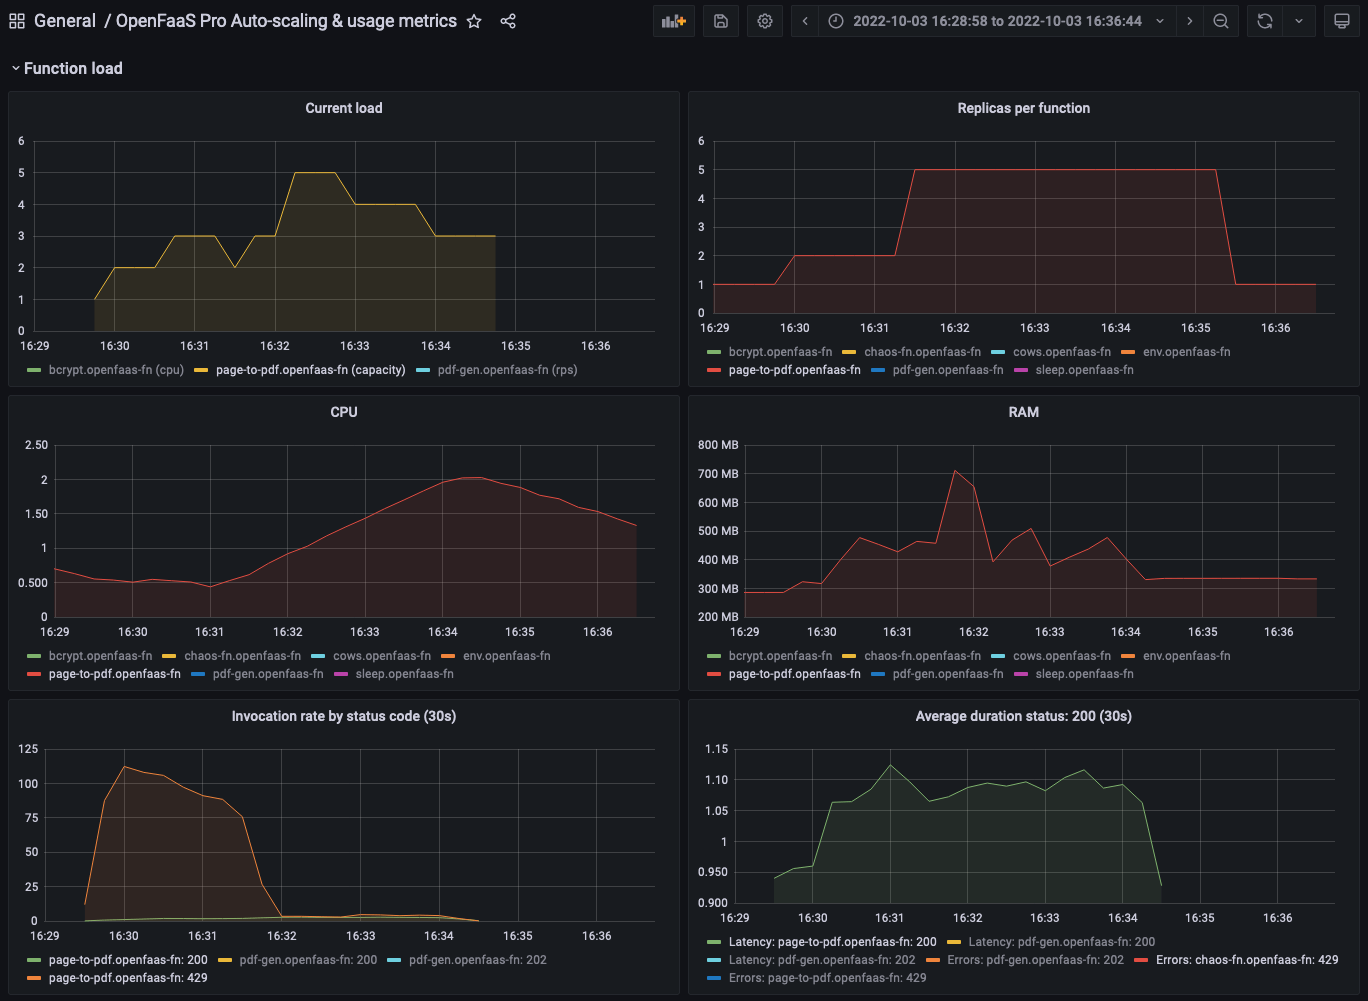 General / OpenFaaS Pro Auto-scaling & usage metrics
2022-10-03 16:28:58 to 2022-10-03 16:36:44
Function load
Current load
6
5
4
3
2
1
0
16:29 16:30 16:31 16:32 16:33 16:34 16:35 16:36
bcrypt.openfaas-fn (cpu) page-to-pdf.openfaas-fn (capacity) pdf-gen.openfaas-fn (rps)
Replicas per function
6
5
4
3
2
1
0
16:29 16:30 16:31 16:32 16:33 16:34 16:35 16:36
bcrypt.openfaas-fn chaos-fn.openfaas-fn cows.openfaas-fn env.openfaas-fn
page-to-pdf.openfaas-fn pdf-gen.openfaas-fn sleep.openfaas-fn
CPU
2.50
2
1.50
1
0.500
0
16:29 16:30 16:31 16:32 16:33 16:34 16:35 16:36
bcrypt.openfaas-fn chaos-fn.openfaas-fn cows.openfaas-fn env.openfaas-fn
page-to-pdf.openfaas-fn pdf-gen.openfaas-fn sleep.openfaas-fn
RAM
800 MB
700 MB
600 MB
500 MB
400 MB
300 MB
200 MB
16:29 16:30 16:31 16:32 16:33 16:34 16:35 16:36
bcrypt.openfaas-fn chaos-fn.openfaas-fn cows.openfaas-fn env.openfaas-fn
page-to-pdf.openfaas-fn pdf-gen.openfaas-fn sleep.openfaas-fn
Invocation rate by status code (30s)
125
100
75
50
25
0
16:29 16:30 16:31 16:32 16:33 16:34 16:35 16:36
page-to-pdf.openfaas-fn: 200 pdf-gen.openfaas-fn: 200 pdf-gen.openfaas-fn: 202
page-to-pdf.openfaas-fn: 429
Average duration status: 200 (30s)
1.15
1.10
1.05
1
0.950
0.900
16:29 16:30 16:31 16:32 16:33 16:34 16:35 16:36
Latency: page-to-pdf.openfaas-fn: 200 Latency: pdf-gen.openfaas-fn: 200
Latency: pdf-gen.openfaas-fn: 202 Errors: pdf-gen.openfaas-fn: 202 Errors: chaos-fn.openfaas-fn: 429
Errors: page-to-pdf.openfaas-fn: 429